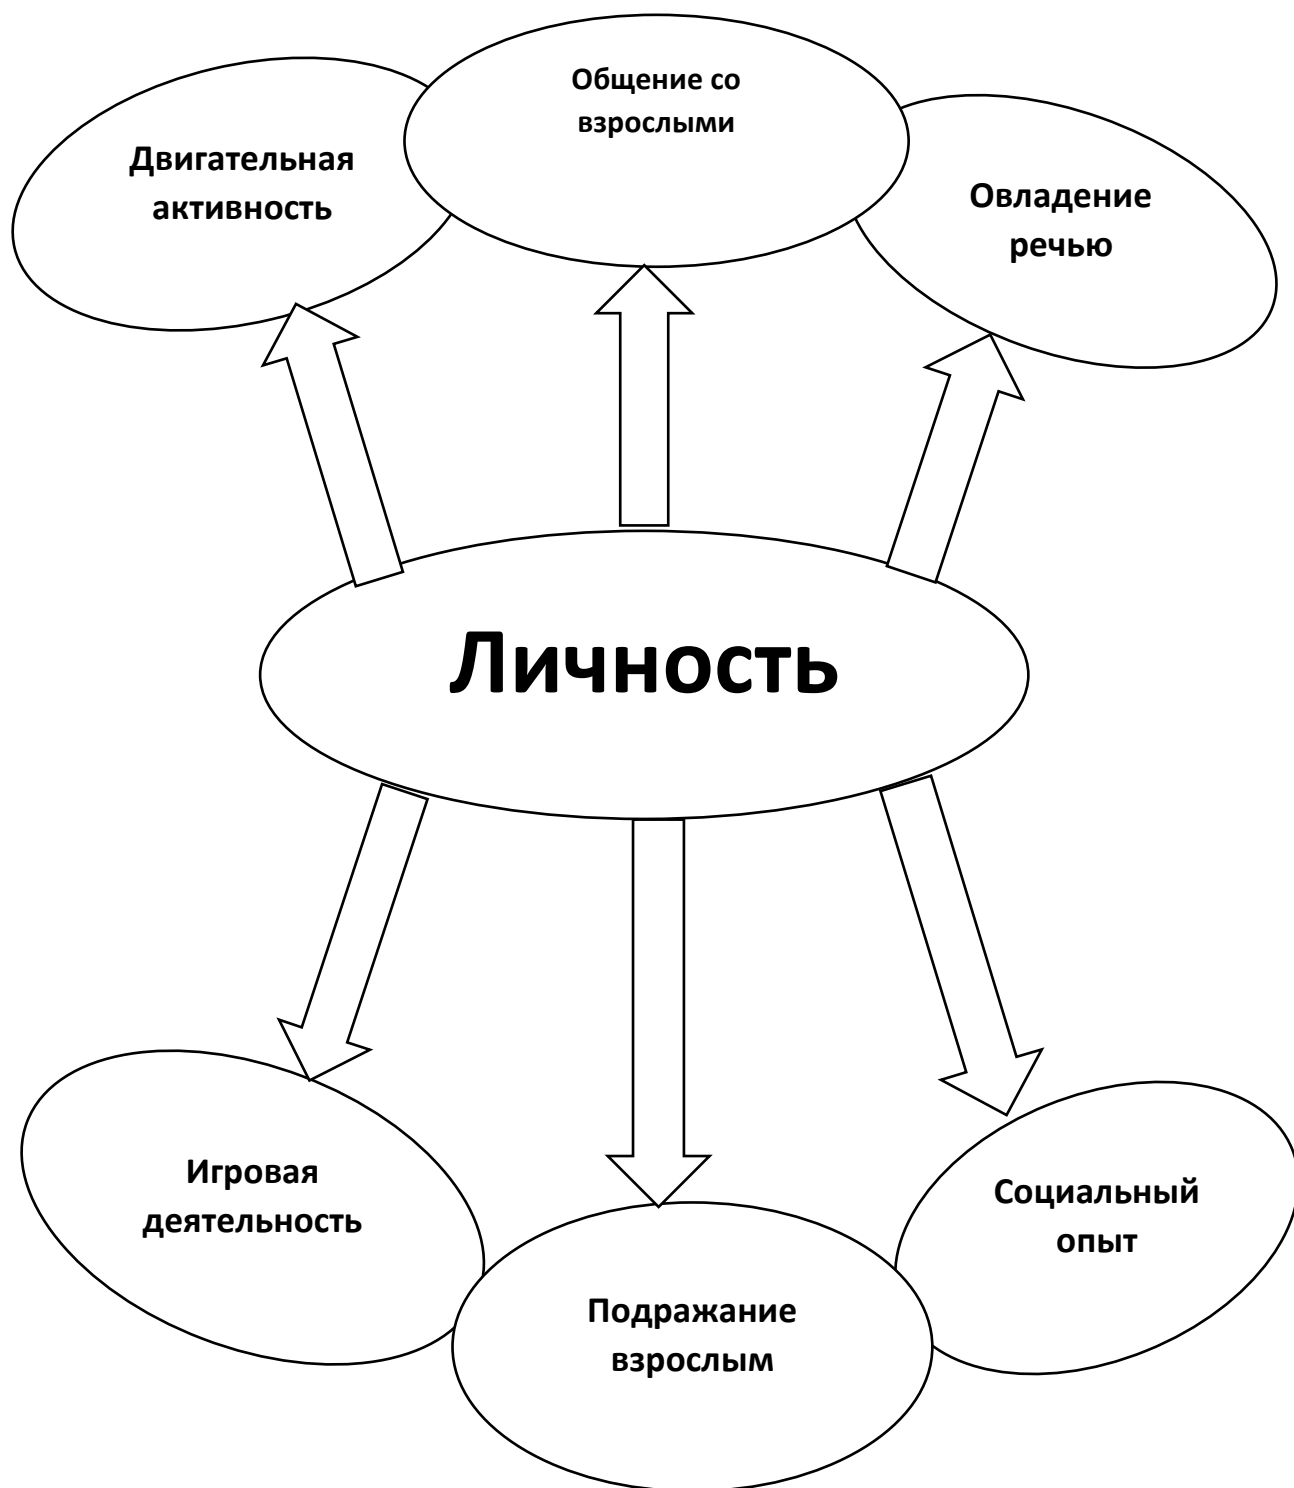 Общение со
взрослыми
Двигательная
активность
Овладение
речью
Личность
Игровая
деятельность
Социальный
опыт
Подражание
взрослым